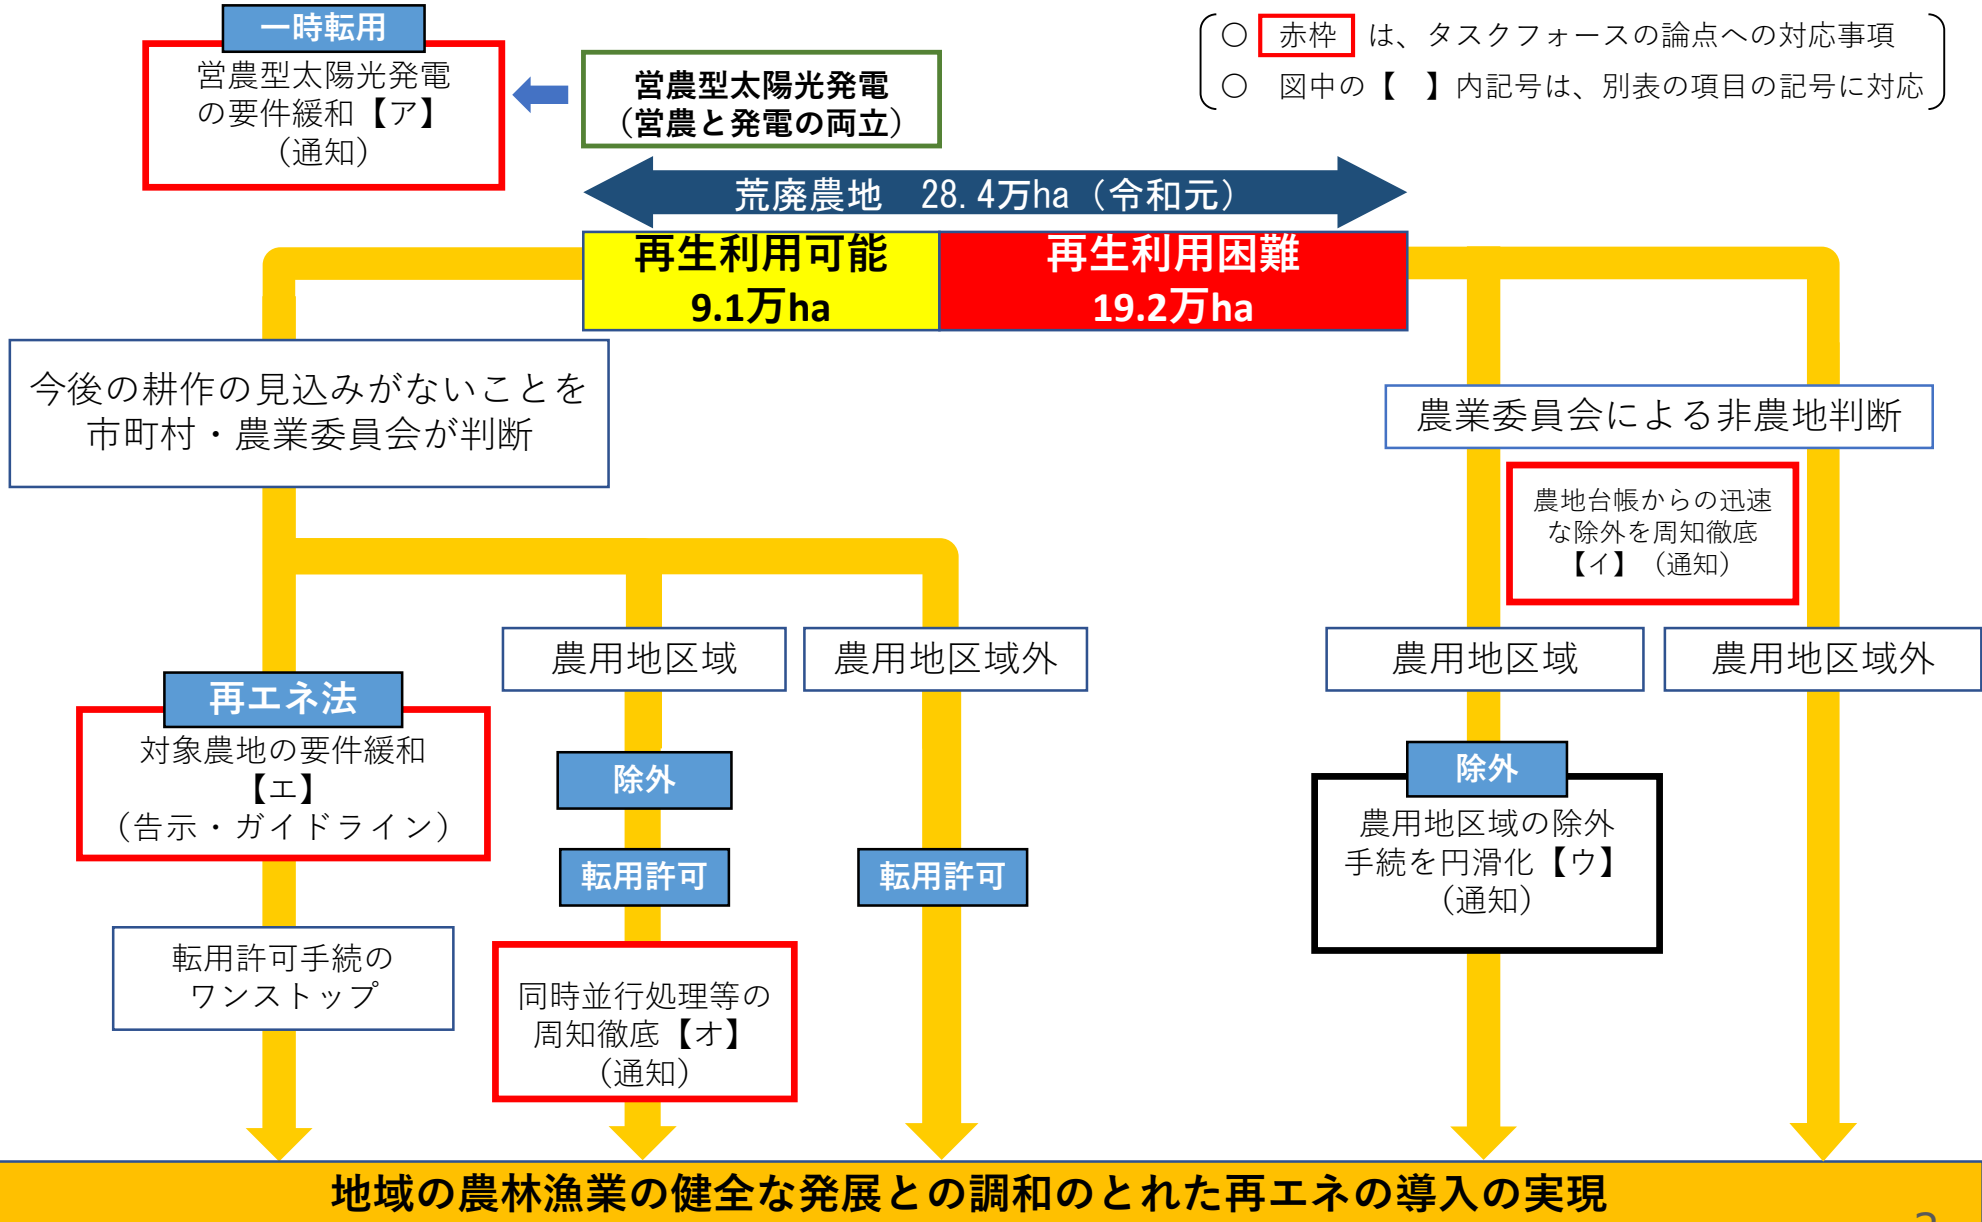 一時転用
営農型太陽光発電
の要件緩和【ア】
（通知）
営農型太陽光発電
（営農と発電の両立）
○ 赤枠 は、タスクフォースの論点への対応事項
○ 図中の【 】内記号は、別表の項目の記号に対応
荒廃農地 28.4万ha（令和元）
再生利用可能
9.1万ha
再生利用困難
19.2万ha
今後の耕作の見込みがないことを
市町村・農業委員会が判断
農業委員会による非農地判断
農地台帳からの迅速
な除外を周知徹底
【イ】（通知）
農用地区域
農用地区域外
農用地区域
農用地区域外
再エネ法
対象農地の要件緩和
【エ】
（告示・ガイドライン）
除外
転用許可
転用許可
除外
農用地区域の除外
手続を円滑化【ウ】
（通知）
転用許可手続の
ワンストップ
同時並行処理等の
周知徹底【オ】
（通知）
地域の農林漁業の健全な発展との調和のとれた再エネの導入の実現